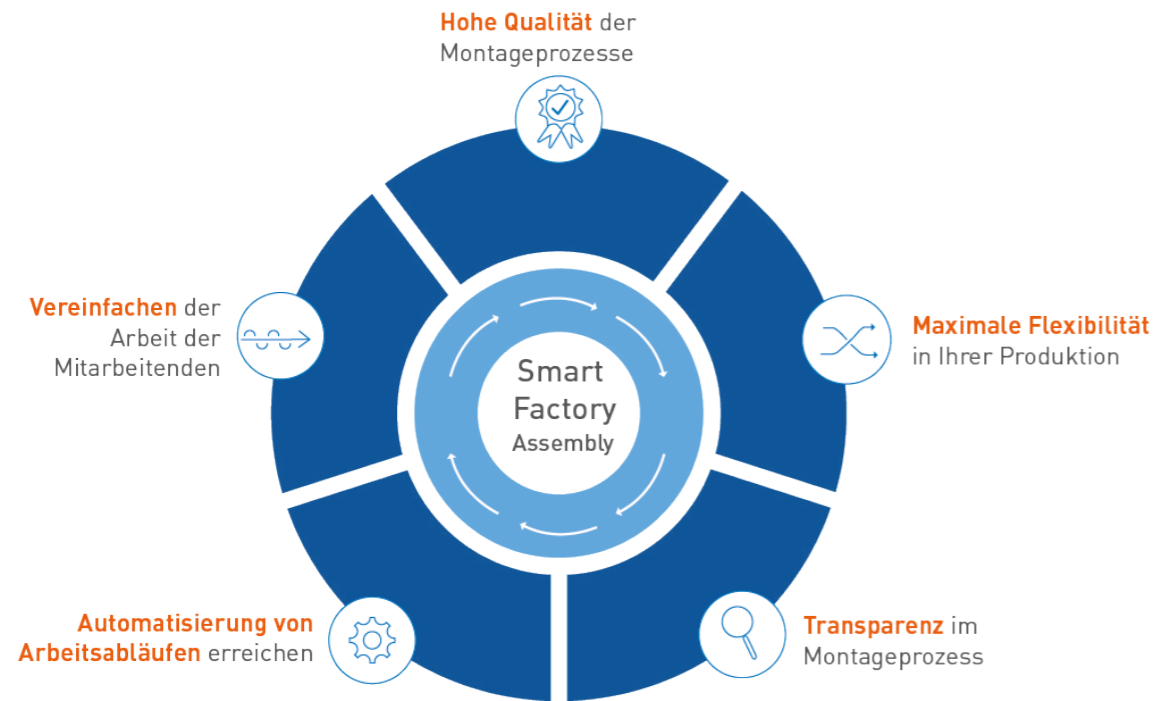 Hohe Qualität der
Montageprozesse
Vereinfachen der
Arbeit der
Mitarbeitenden
Maximale Flexibilität
in Ihrer Produktion
Smart
Factory
Assembly
Automatisierung von
Arbeitsabläufen erreichen
Transparenz im
Montageprozess